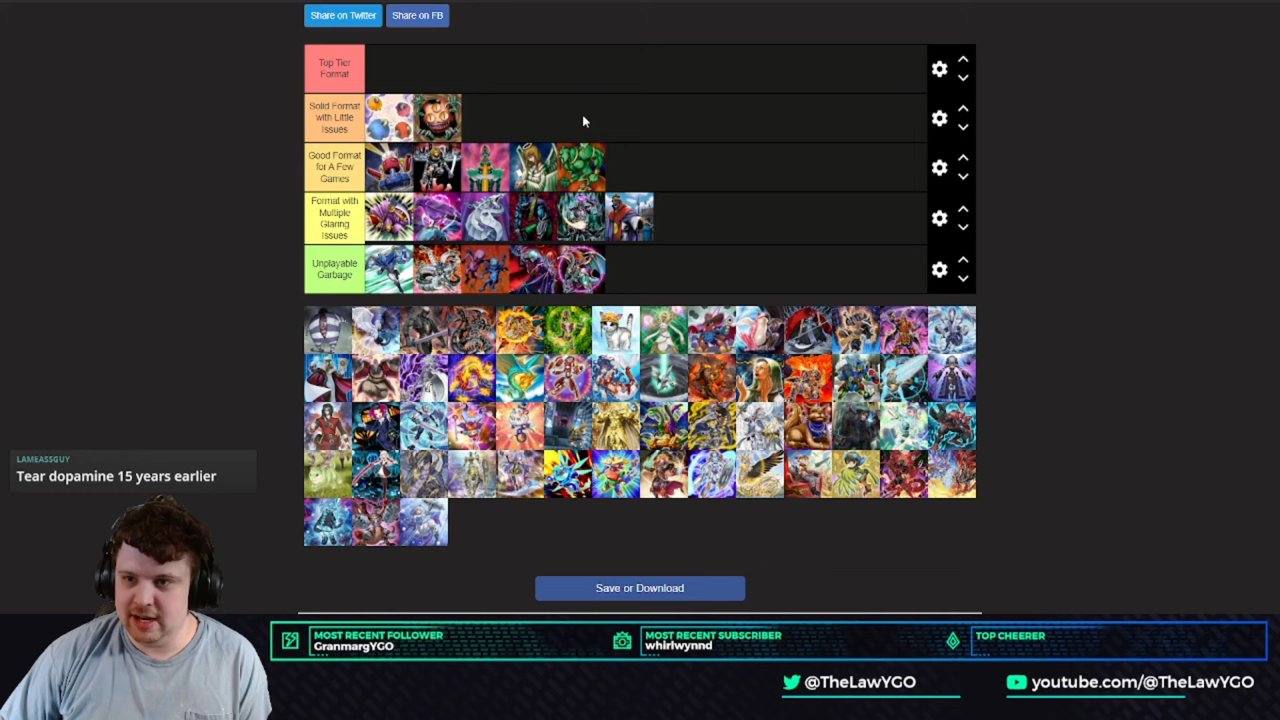 Share on Twitter
Share on FB
Top Tier
Format
Solid Format
with Little
Issues
Good Format
for A Few
Games
Format with
Multiple
Glaring
Issues
Unplayable
Garbage
LAMEASSGUY
Tear dopamine 15 years earlier
Save or Download
MOST RECENT FOLLOWER
GranmargYGO
MOST RECENT SUBSCRIBER
whirlwynnd
TOP CHEERER
@TheLawYGO
youtube.com/@TheLawYGO